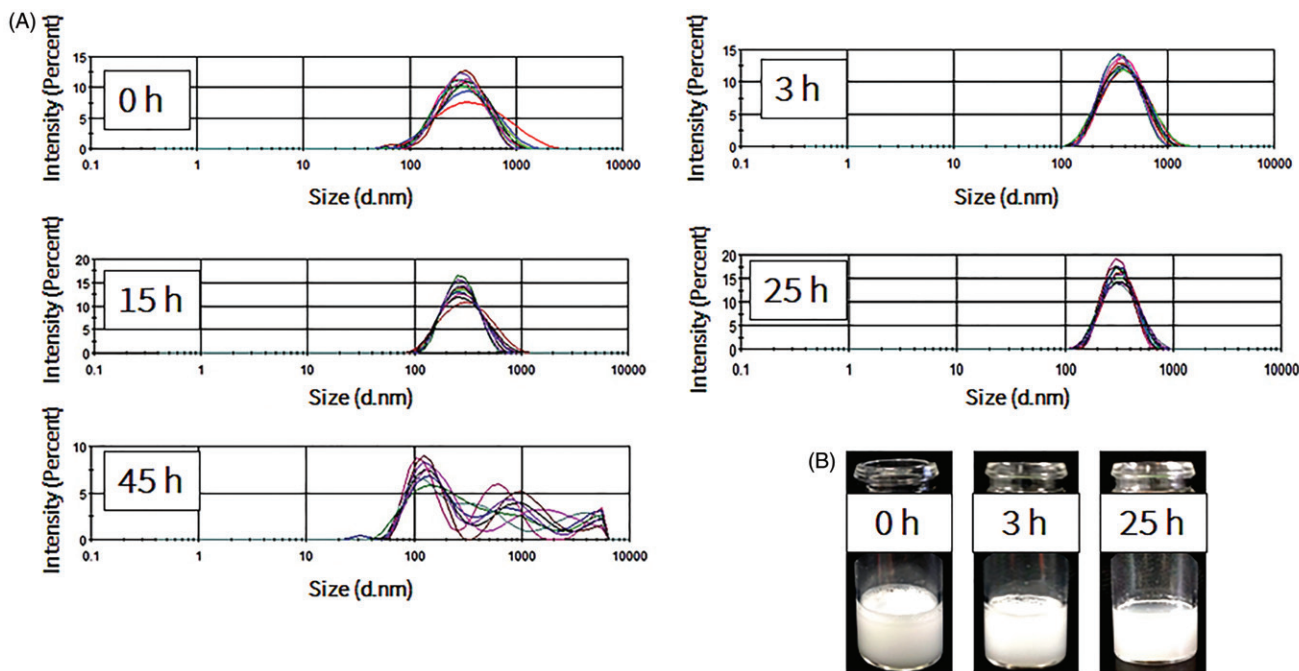 (A)
Intensity (Percent)
15
10
5
0
0 h
0.1 1 10 100 1000 10000
Size (d.nm)
Intensity (Percent)
15
10
5
0
3 h
0.1 1 10 100 1000 10000
Size (d.nm)
Intensity (Percent)
20
15
10
5
0
15 h
0.1 1 10 100 1000 10000
Size (d.nm)
Intensity (Percent)
20
15
10
5
0
25 h
0.1 1 10 100 1000 10000
Size (d.nm)
Intensity (Percent)
10
5
0
45 h
0.1 1 10 100 1000 10000
Size (d.nm)
(B)
0 h 3 h 25 h